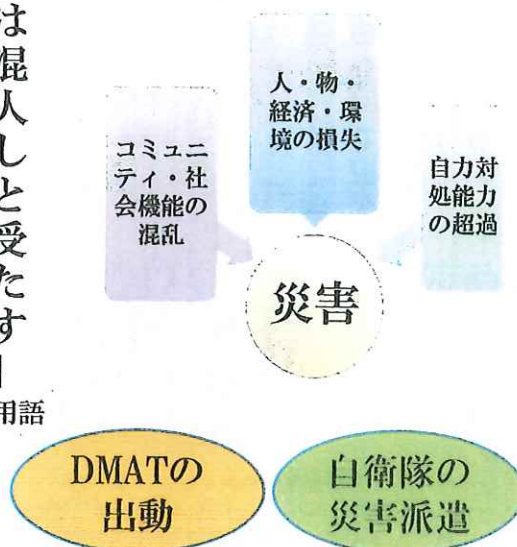 は混人しと受たす
用語
人・物・
経済・環
境の損失
コミュニ
ティ・社
会機能の
混乱
自力対
処能力
の超過
災害
DMATの
出動
自衛隊の
災害派遣